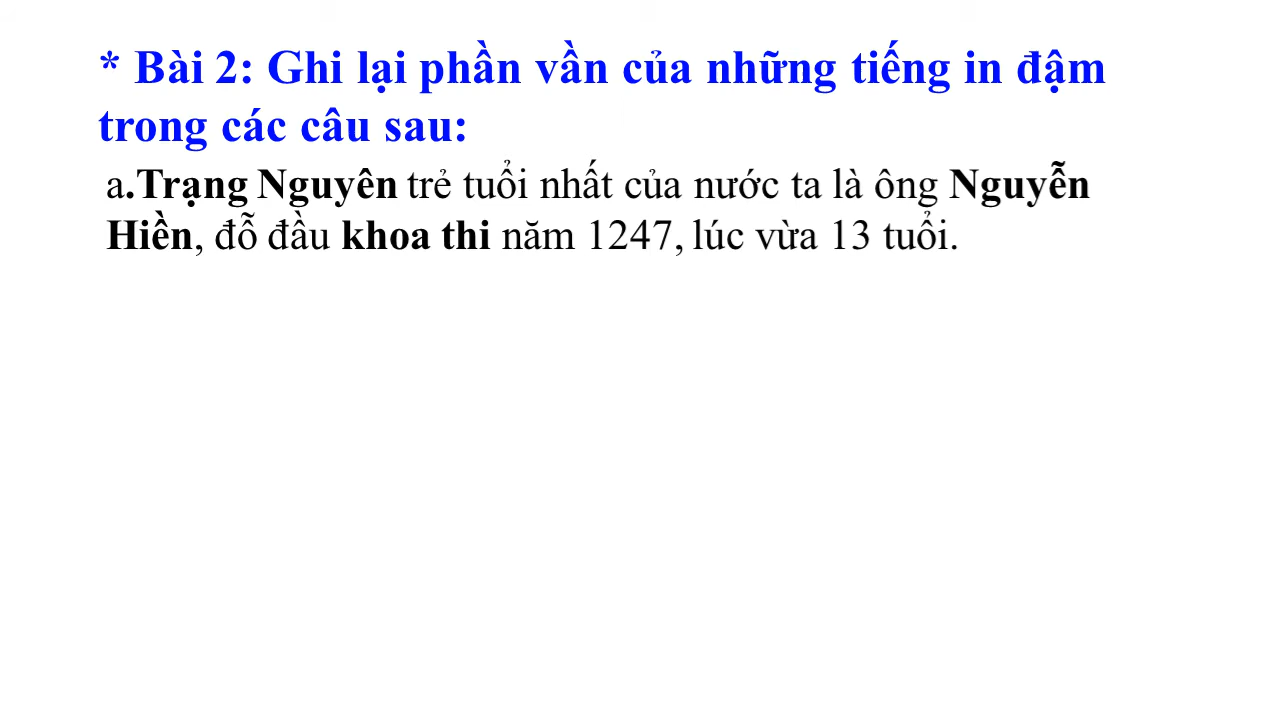 * Bài 2: Ghi lại phần vần của những tiếng in đậm
trong các câu sau:
a.Trạng Nguyên trẻ tuổi nhất của nước ta là ông Nguyễn
Hiền, đỗ đầu khoa thi năm 1247, lúc vừa 13 tuổi.